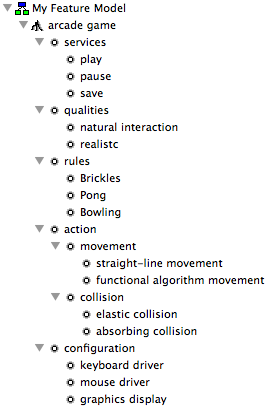 My Feature Model
arcade game
services
play
pause
save
qualities
natural interaction
realistc
rules
Brickles
Pong
Bowling
action
movement
straight-line movement
functional algorithm movement
collision
elastic collision
absorbing collision
configuration
keyboard driver
mouse driver
graphics display